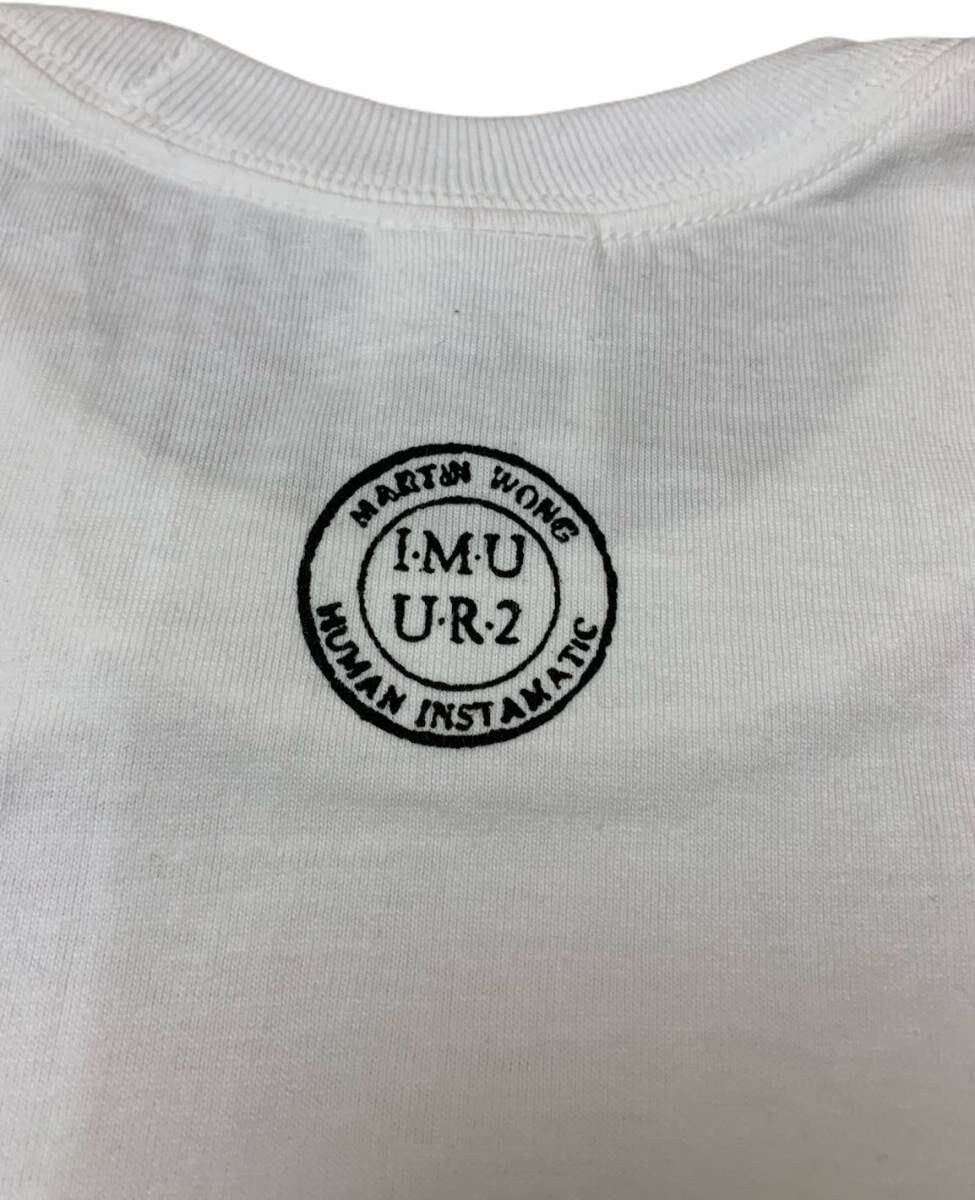 MARTIN WONG
I·M·U
U·R·2
HUMAN INSTAMATIC